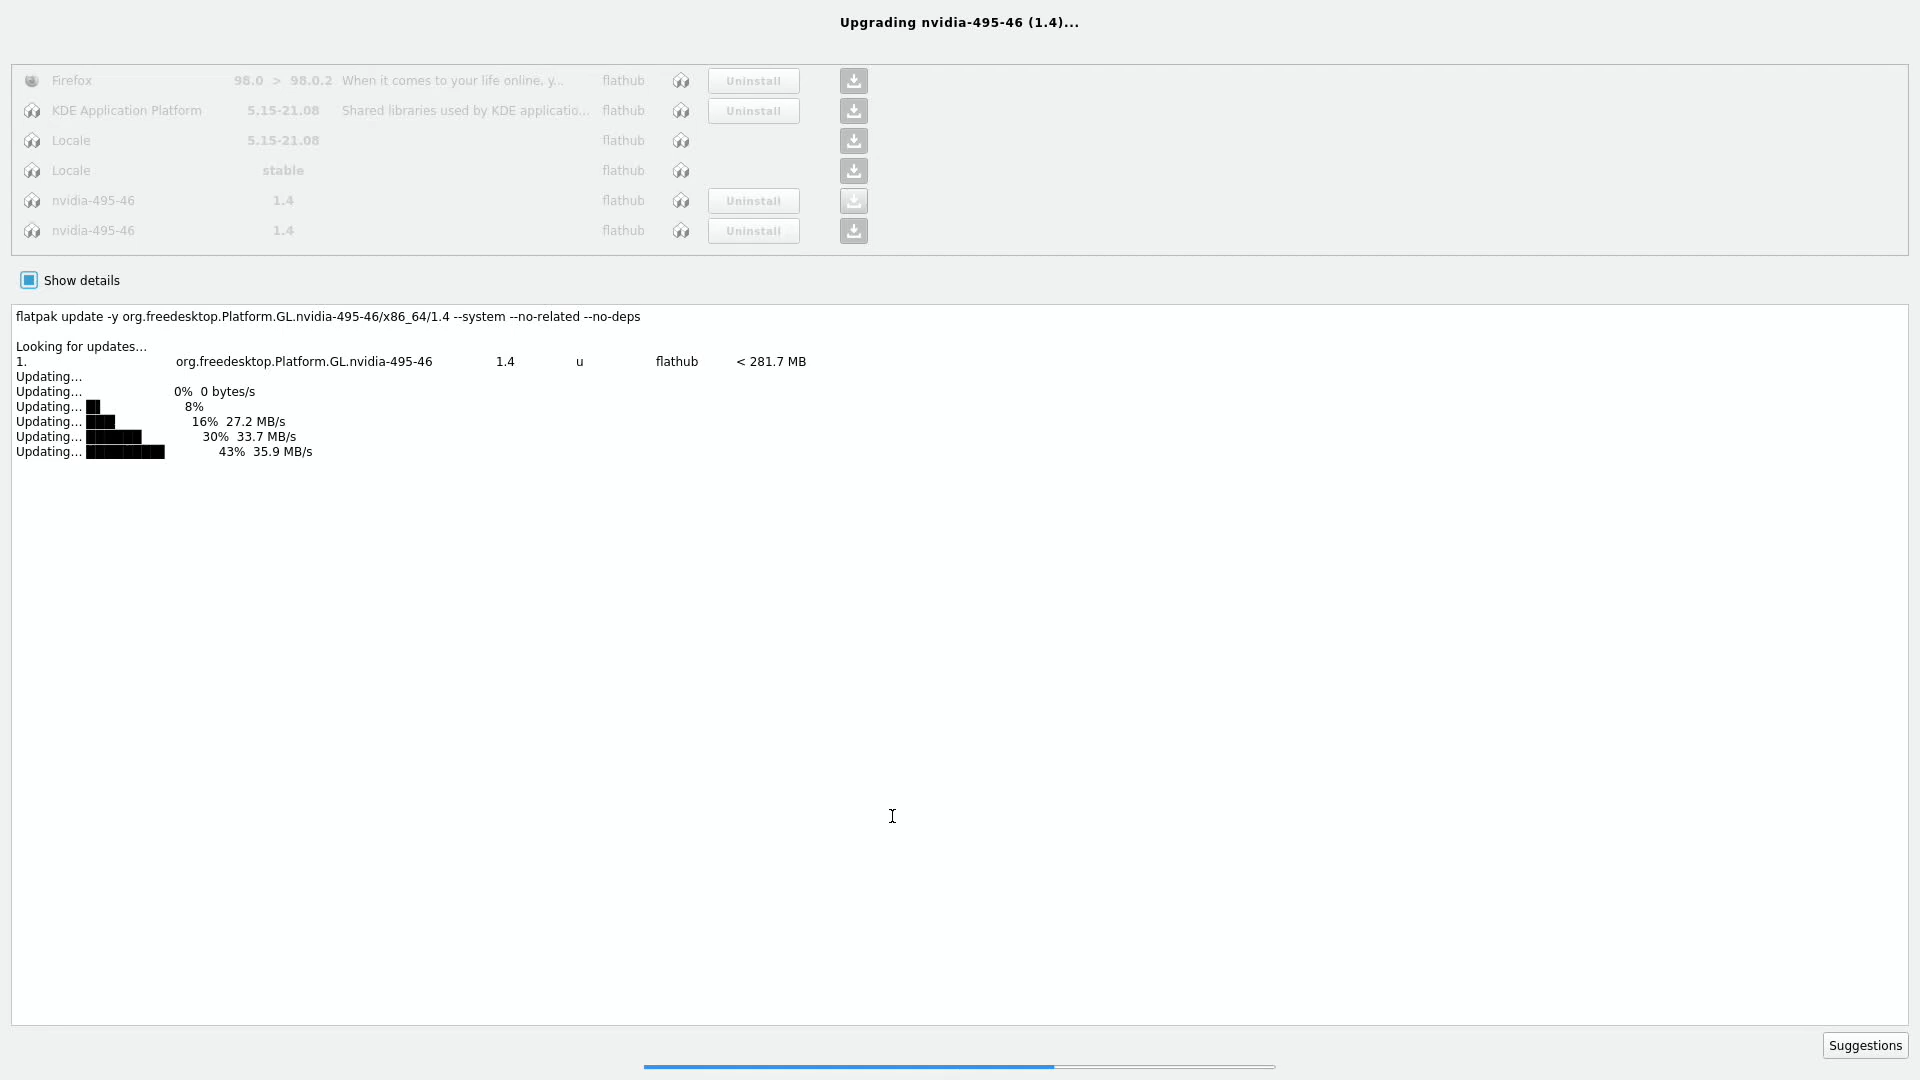 Upgrading nvidia-495-46 (1.4)...
Firefox 98.0 > 98.0.2 When it comes to your life online, y... flathub Uninstall
KDE Application Platform 5.15-21.08 Shared libraries used by KDE applicatio... flathub Uninstall
Locale 5.15-21.08 flathub
Locale stable flathub
nvidia-495-46 1.4 flathub Uninstall
nvidia-495-46 1.4 flathub Uninstall
Show details
flatpak update -y org.freedesktop.Platform.GL.nvidia-495-46/x86_64/1.4 --system --no-related --no-deps
Looking for updates…
1. org.freedesktop.Platform.GL.nvidia-495-46 1.4 u flathub < 281.7 MB
Updating…
Updating… 0% 0 bytes/s
Updating… 8%
Updating… 16% 27.2 MB/s
Updating… 30% 33.7 MB/s
Updating… 43% 35.9 MB/s
Suggestions